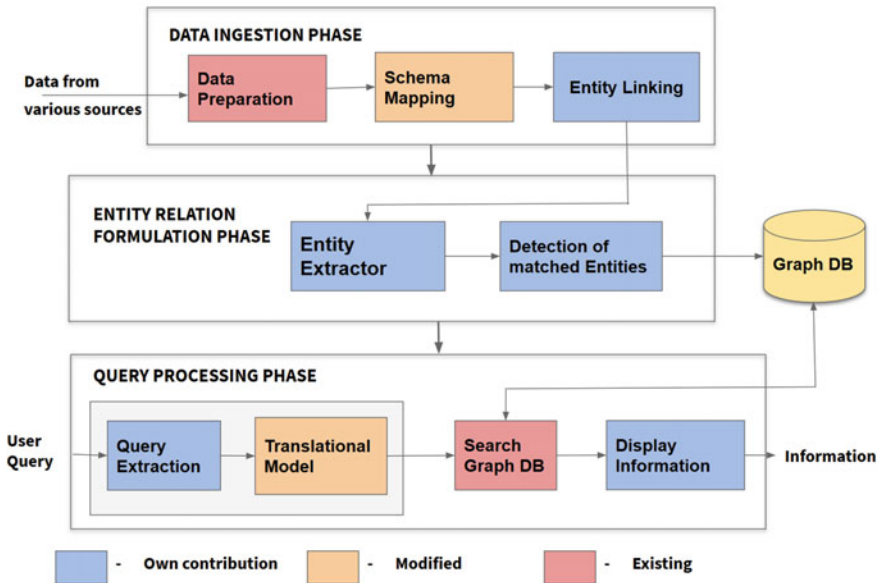 DATA INGESTION PHASE
Data from
various sources
Data
Preparation
Schema
Mapping
Entity Linking
ENTITY RELATION
FORMULATION PHASE
Entity
Extractor
Detection of
matched Entities
Graph DB
QUERY PROCESSING PHASE
User
Query
Query
Extraction
Translational
Model
Search
Graph DB
Display
Information
Information
- Own contribution
- Modified
- Existing